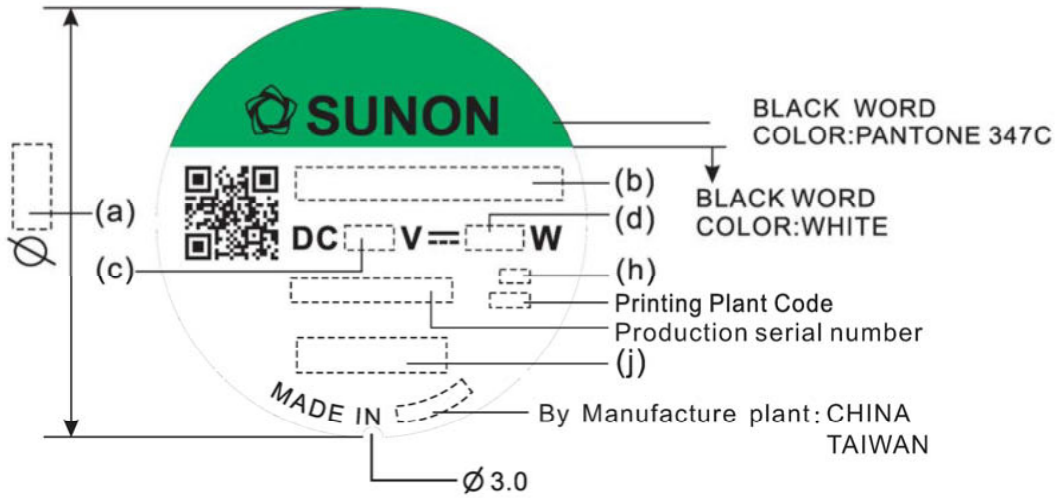 SUNON
BLACK WORD
COLOR:PANTONE 347C
BLACK WORD
COLOR:WHITE
(a)
Ø
(b)
(d)
DC V⎓ W
(c)
(h)
Printing Plant Code
Production serial number
(j)
MADE IN
By Manufacture plant: CHINA
TAIWAN
Ø3.0